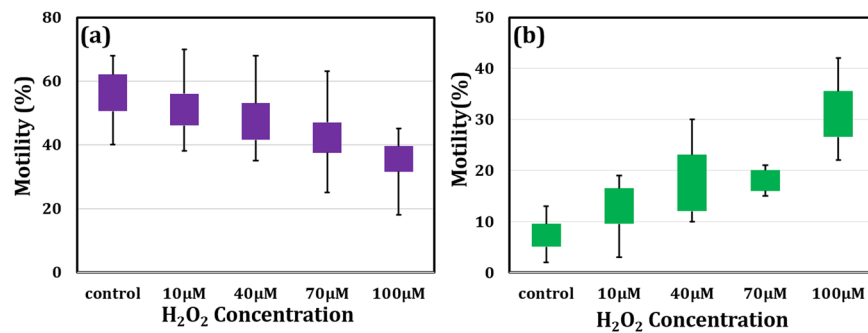 (a)
Motility (%)
80
60
40
20
0
control 10μM 40μM 70μM 100μM
H₂O₂ Concentration
(b)
Motility(%)
50
40
30
20
10
0
control 10μM 40μM 70μM 100μM
H₂O₂ Concentration